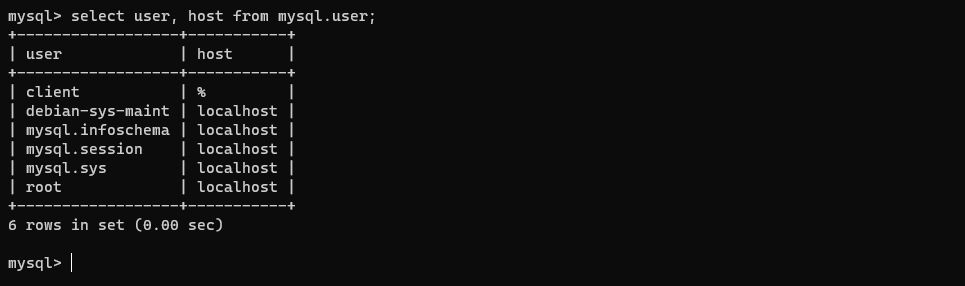 mysql> select user, host from mysql.user;
+------------------+-----------+
| user             | host      |
+------------------+-----------+
| client           | %         |
| debian-sys-maint | localhost |
| mysql.infoschema | localhost |
| mysql.session    | localhost |
| mysql.sys        | localhost |
| root             | localhost |
+------------------+-----------+
6 rows in set (0.00 sec)
mysql>